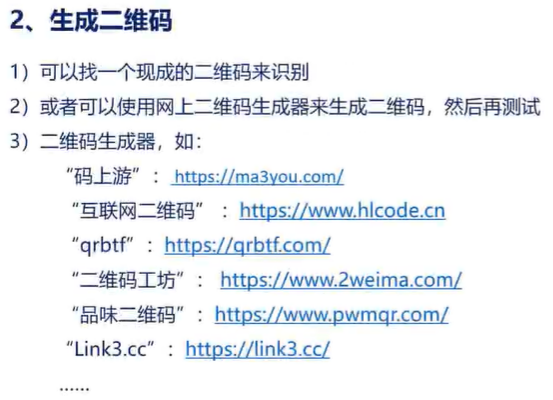 2、生成二维码
1）可以找一个现成的二维码来识别
2）或者可以使用网上二维码生成器来生成二维码，然后再测试
3）二维码生成器，如：
“码上游”：https://ma3you.com/
“互联网二维码” ：https://www.hlcode.cn
“qrbtf”：https://qrbtf.com/
“二维码工坊”： https://www.2weima.com/
“品味二维码”：https://www.pwmqr.com/
“Link3.cc”：https://link3.cc/
……